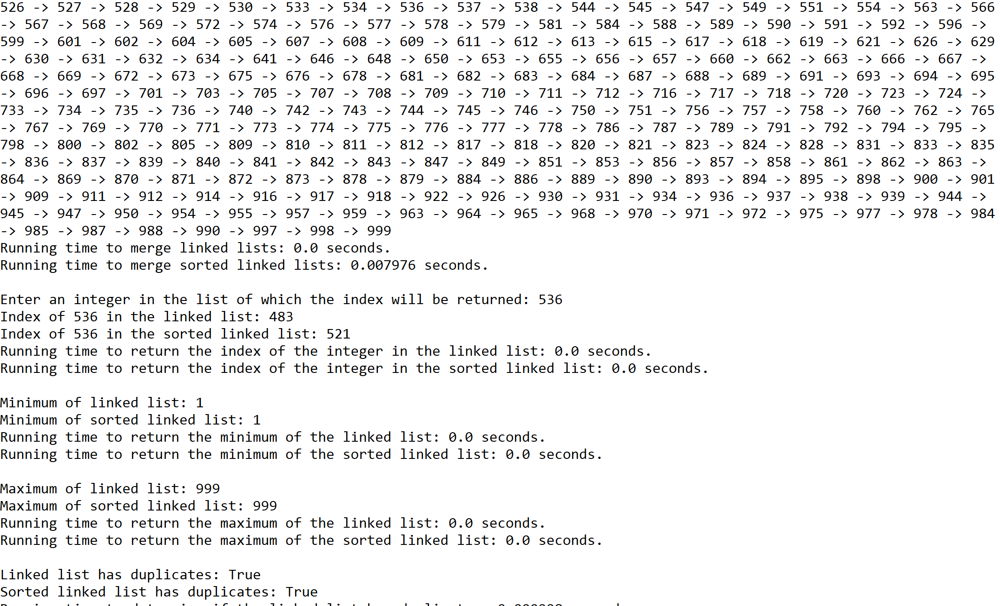 526 -> 527 -> 528 -> 529 -> 530 -> 533 -> 534 -> 536 -> 537 -> 538 -> 544 -> 545 -> 547 -> 549 -> 551 -> 554 -> 563 -> 566
-> 567 -> 568 -> 569 -> 572 -> 574 -> 576 -> 577 -> 578 -> 579 -> 581 -> 584 -> 588 -> 589 -> 590 -> 591 -> 592 -> 596 ->
599 -> 601 -> 602 -> 604 -> 605 -> 607 -> 608 -> 609 -> 611 -> 612 -> 613 -> 615 -> 617 -> 618 -> 619 -> 621 -> 626 -> 629
-> 630 -> 631 -> 632 -> 634 -> 641 -> 646 -> 648 -> 650 -> 653 -> 655 -> 656 -> 657 -> 660 -> 662 -> 663 -> 666 -> 667 ->
668 -> 669 -> 672 -> 673 -> 675 -> 676 -> 678 -> 681 -> 682 -> 683 -> 684 -> 687 -> 688 -> 689 -> 691 -> 693 -> 694 -> 695
-> 696 -> 697 -> 701 -> 703 -> 705 -> 707 -> 708 -> 709 -> 710 -> 711 -> 712 -> 716 -> 717 -> 718 -> 720 -> 723 -> 724 ->
733 -> 734 -> 735 -> 736 -> 740 -> 742 -> 743 -> 744 -> 745 -> 746 -> 750 -> 751 -> 756 -> 757 -> 758 -> 760 -> 762 -> 765
-> 767 -> 769 -> 770 -> 771 -> 773 -> 774 -> 775 -> 776 -> 777 -> 778 -> 786 -> 787 -> 789 -> 791 -> 792 -> 794 -> 795 ->
798 -> 800 -> 802 -> 805 -> 809 -> 810 -> 811 -> 812 -> 817 -> 818 -> 820 -> 821 -> 823 -> 824 -> 828 -> 831 -> 833 -> 835
-> 836 -> 837 -> 839 -> 840 -> 841 -> 842 -> 843 -> 847 -> 849 -> 851 -> 853 -> 856 -> 857 -> 858 -> 861 -> 862 -> 863 ->
864 -> 869 -> 870 -> 871 -> 872 -> 873 -> 878 -> 879 -> 884 -> 886 -> 889 -> 890 -> 893 -> 894 -> 895 -> 898 -> 900 -> 901
-> 909 -> 911 -> 912 -> 914 -> 916 -> 917 -> 918 -> 922 -> 926 -> 930 -> 931 -> 934 -> 936 -> 937 -> 938 -> 939 -> 944 ->
945 -> 947 -> 950 -> 954 -> 955 -> 957 -> 959 -> 963 -> 964 -> 965 -> 968 -> 970 -> 971 -> 972 -> 975 -> 977 -> 978 -> 984
-> 985 -> 987 -> 988 -> 990 -> 997 -> 998 -> 999
Running time to merge linked lists: 0.0 seconds.
Running time to merge sorted linked lists: 0.007976 seconds.
Enter an integer in the list of which the index will be returned: 536
Index of 536 in the linked list: 483
Index of 536 in the sorted linked list: 521
Running time to return the index of the integer in the linked list: 0.0 seconds.
Running time to return the index of the integer in the sorted linked list: 0.0 seconds.
Minimum of linked list: 1
Minimum of sorted linked list: 1
Running time to return the minimum of the linked list: 0.0 seconds.
Running time to return the minimum of the sorted linked list: 0.0 seconds.
Maximum of linked list: 999
Maximum of sorted linked list: 999
Running time to return the maximum of the linked list: 0.0 seconds.
Running time to return the maximum of the sorted linked list: 0.0 seconds.
Linked list has duplicates: True
Sorted linked list has duplicates: True